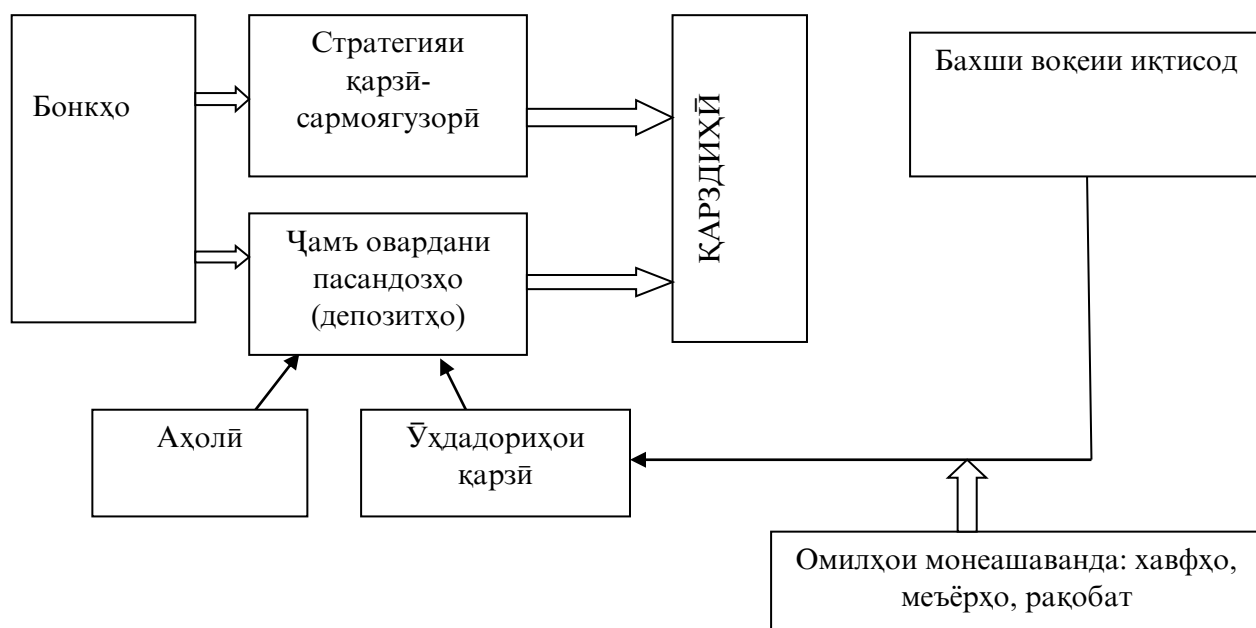 Бонкҳо
Стратегияи
қарзӣ-
сармоягузорӣ
Ҷамъ овардани
пасандозҳо
(депозитҳо)
ҚАРЗДИҲӢ
Бахши воқеии иқтисод
Аҳолӣ
Ӯҳдадориҳои
қарзӣ
Омилҳои монеашаванда: хавфҳо,
меъёрҳо, рақобат